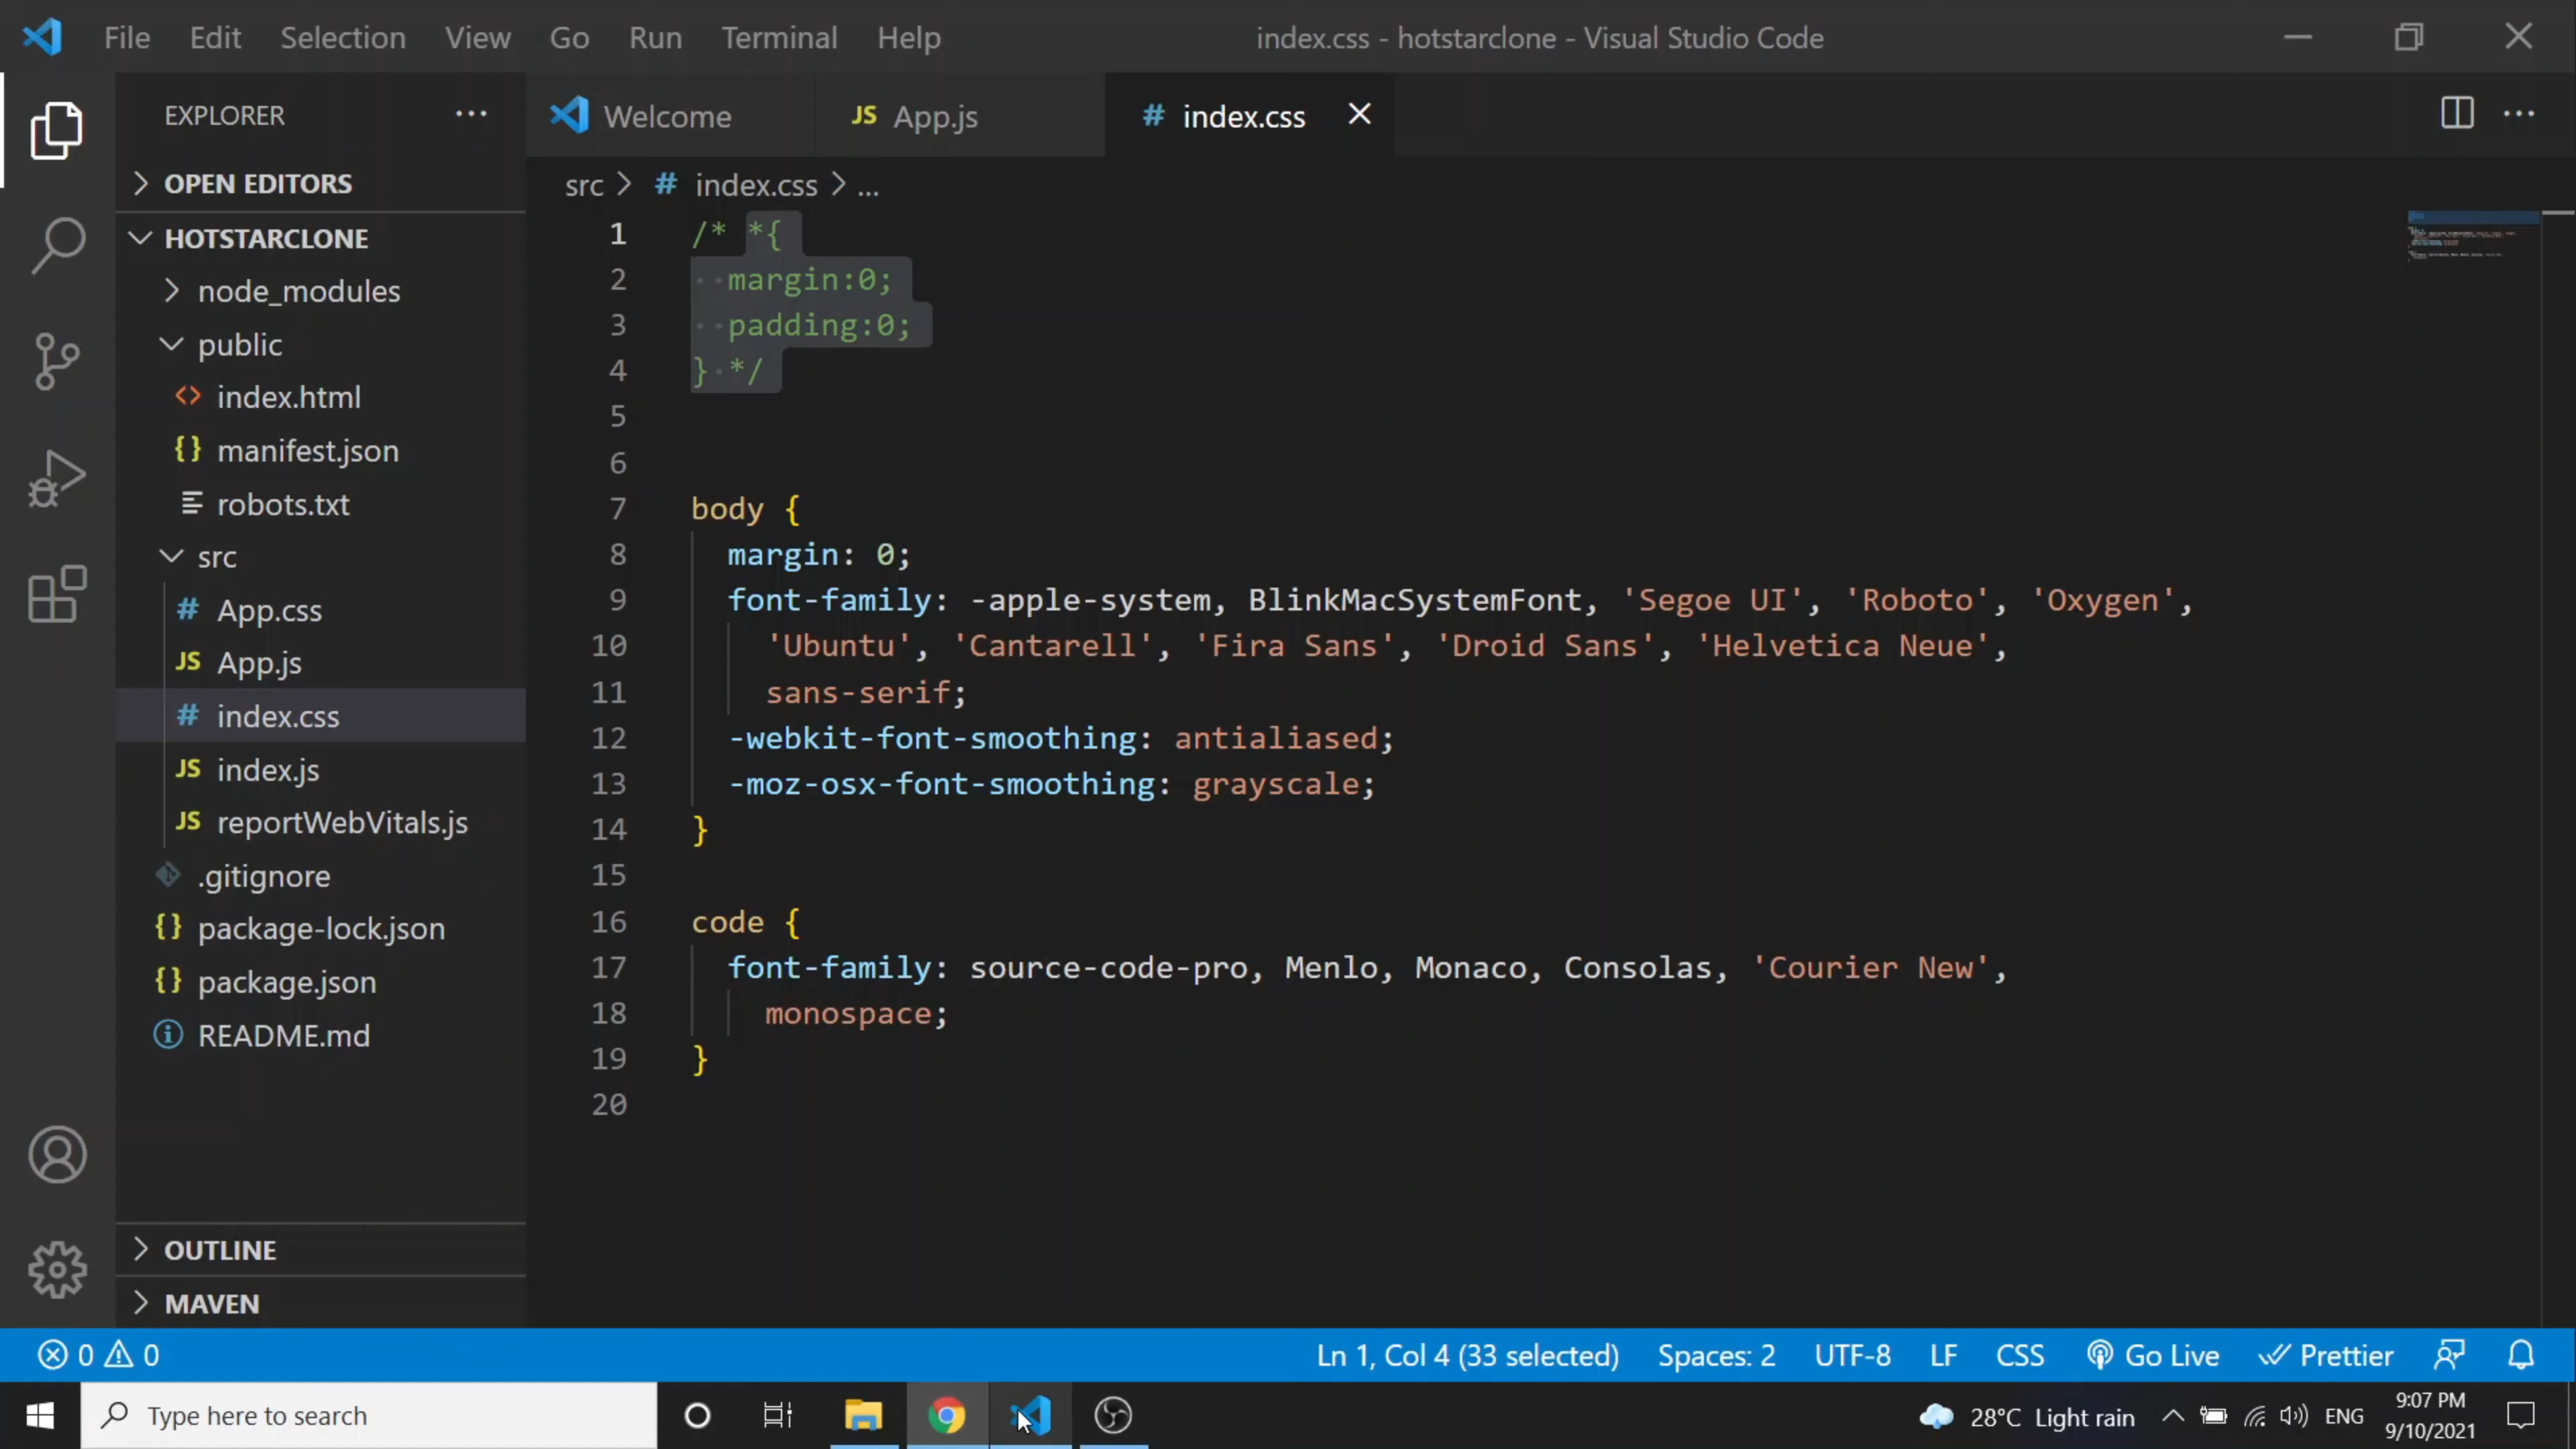 File Edit Selection View Go Run Terminal Help index.css - hotstarclone - Visual Studio Code
EXPLORER ...
Welcome JS App.js # index.css
OPEN EDITORS
src > # index.css > ...
HOTSTARCLONE
node_modules
public
<> index.html
{} manifest.json
robots.txt
src
# App.css
JS App.js
# index.css
JS index.js
JS reportWebVitals.js
.gitignore
{} package-lock.json
{} package.json
README.md
OUTLINE
MAVEN
1 /* *{
2 margin:0;
3 padding:0;
4 } */
5
6
7 body {
8 margin: 0;
9 font-family: -apple-system, BlinkMacSystemFont, 'Segoe UI', 'Roboto', 'Oxygen',
10 'Ubuntu', 'Cantarell', 'Fira Sans', 'Droid Sans', 'Helvetica Neue',
11 sans-serif;
12 -webkit-font-smoothing: antialiased;
13 -moz-osx-font-smoothing: grayscale;
14 }
15
16 code {
17 font-family: source-code-pro, Menlo, Monaco, Consolas, 'Courier New',
18 monospace;
19 }
20
0 0 Ln 1, Col 4 (33 selected) Spaces: 2 UTF-8 LF CSS Go Live Prettier
Type here to search 28°C Light rain ENG 9:07 PM
9/10/2021